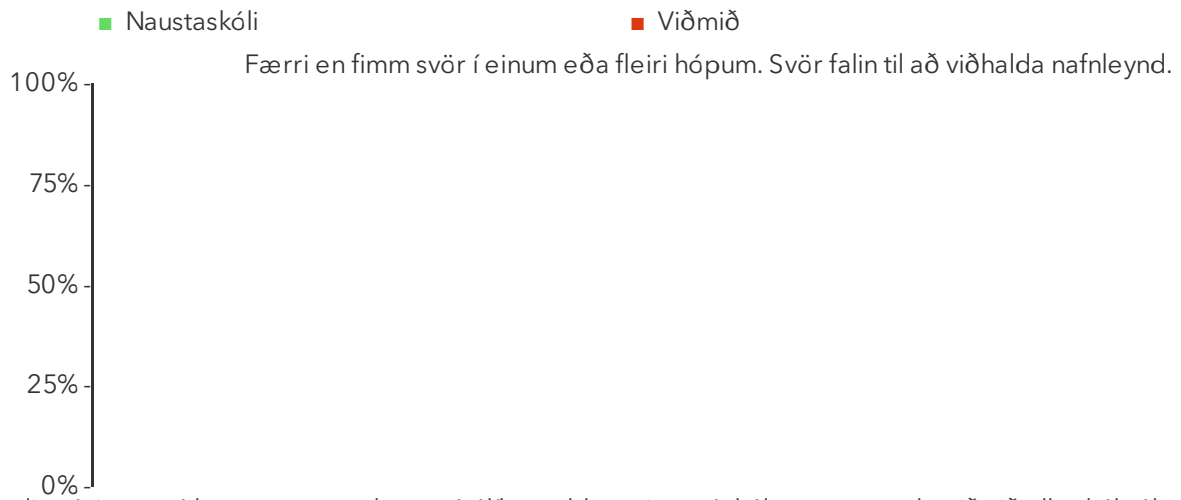 Naustaskóli Viðmið
Færri en fimm svör í einum eða fleiri hópum. Svör falin til að viðhalda nafnleynd.
100%
75%
50%
25%
0%